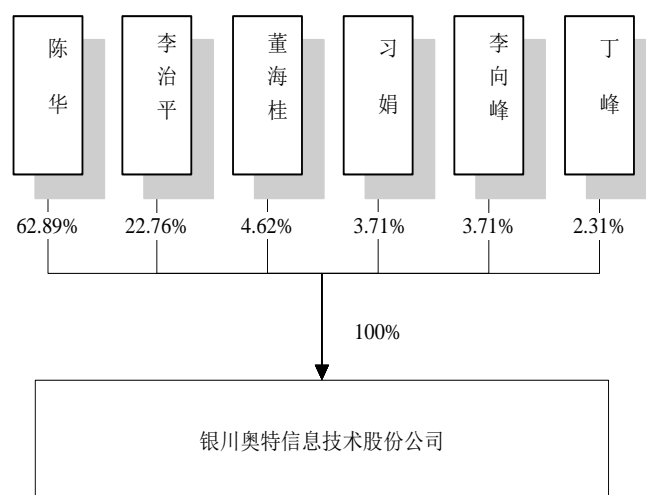 陈华
李治平
董海桂
习娟
李向峰
丁峰
62.89%
22.76%
4.62%
3.71%
3.71%
2.31%
100%
银川奥特信息技术股份公司